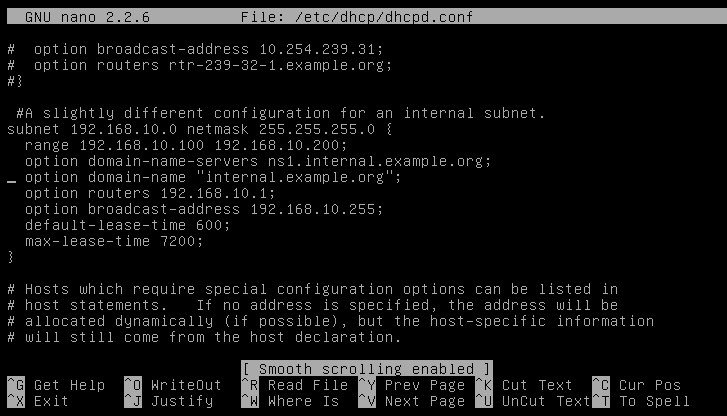 GNU nano 2.2.6 File: /etc/dhcp/dhcpd.conf
#  option broadcast-address 10.254.239.31;
#  option routers rtr-239-32-1.example.org;
#}
#A slightly different configuration for an internal subnet.
subnet 192.168.10.0 netmask 255.255.255.0 {
range 192.168.10.100 192.168.10.200;
option domain-name-servers ns1.internal.example.org;
option domain-name "internal.example.org";
option routers 192.168.10.1;
option broadcast-address 192.168.10.255;
default-lease-time 600;
max-lease-time 7200;
}
# Hosts which require special configuration options can be listed in
# host statements.   If no address is specified, the address will be
# allocated dynamically (if possible), but the host-specific information
# will still come from the host declaration.
[ Smooth scrolling enabled ]
^G Get Help ^O WriteOut ^R Read File ^Y Prev Page ^K Cut Text ^C Cur Pos
^X Exit ^J Justify ^W Where Is ^V Next Page ^U UnCut Text ^T To Spell